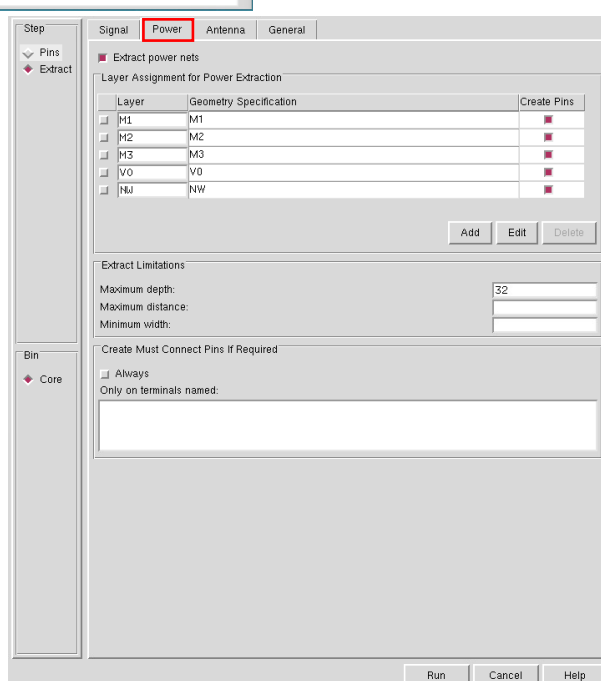 Step
Signal Power Antenna General
Pins
Extract
Extract power nets
Layer Assignment for Power Extraction
Layer Geometry Specification Create Pins
M1 M1
M2 M2
M3 M3
V0 V0
NW NW
Add Edit Delete
Extract Limitations
Maximum depth: 32
Maximum distance:
Minimum width:
Bin
Core
Create Must Connect Pins If Required
Always
Only on terminals named:
Run Cancel Help